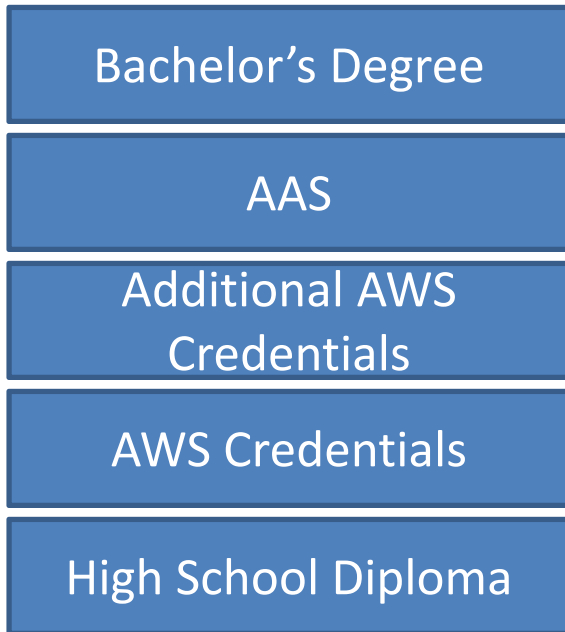 Bachelor’s Degree
AAS
Additional AWS
Credentials
AWS Credentials
High School Diploma